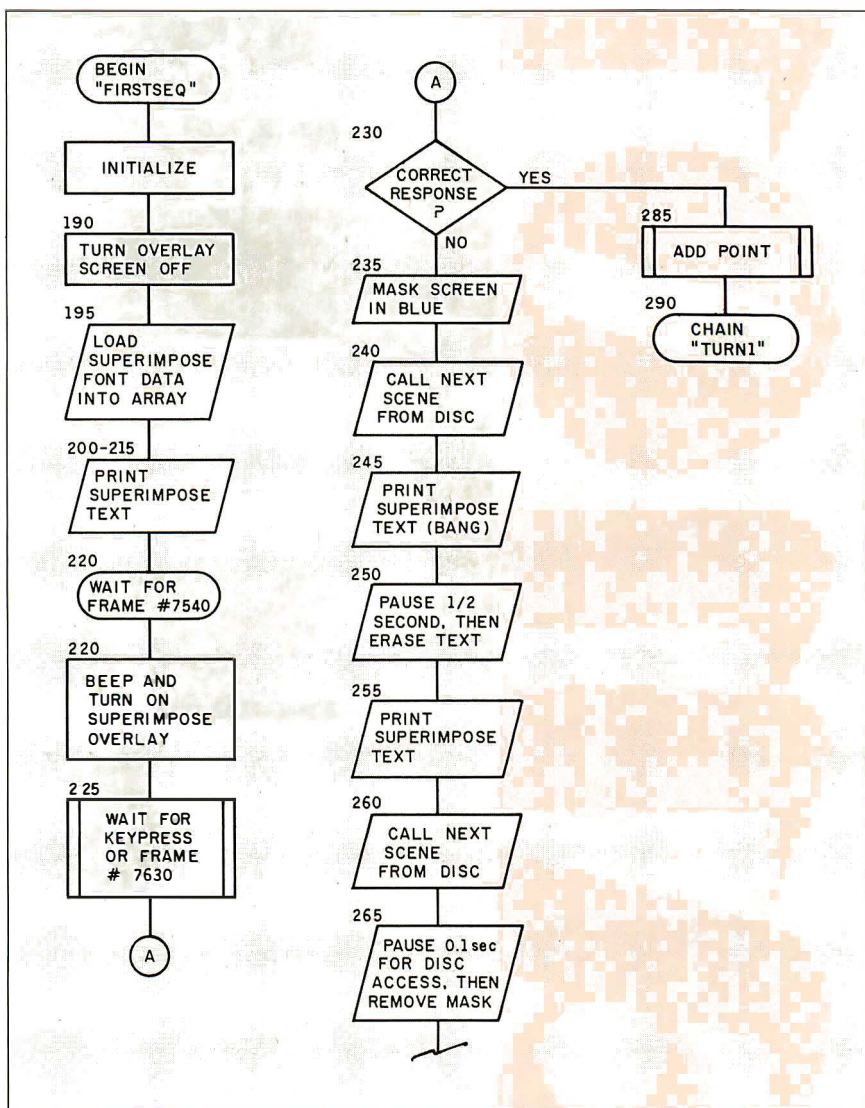 BEGIN
"FIRSTSEQ"
INITIALIZE
190
TURN OVERLAY
SCREEN OFF
195
LOAD
SUPERIMPOSE
FONT DATA
INTO ARRAY
200-215
PRINT
SUPERIMPOSE
TEXT
220
WAIT FOR
FRAME #7540
220
BEEP AND
TURN ON
SUPERIMPOSE
OVERLAY
225
WAIT FOR
KEYPRESS
OR FRAME
# 7630
A
A
230
CORRECT
RESPONSE
?
YES
NO
235
MASK SCREEN
IN BLUE
240
CALL NEXT
SCENE
FROM DISC
245
PRINT
SUPERIMPOSE
TEXT (BANG)
250
PAUSE 1/2
SECOND, THEN
ERASE TEXT
255
PRINT
SUPERIMPOSE
TEXT
260
CALL NEXT
SCENE
FROM DISC
265
PAUSE 0.1 sec
FOR DISC
ACCESS, THEN
REMOVE MASK
285
ADD POINT
290
CHAIN
"TURN1"